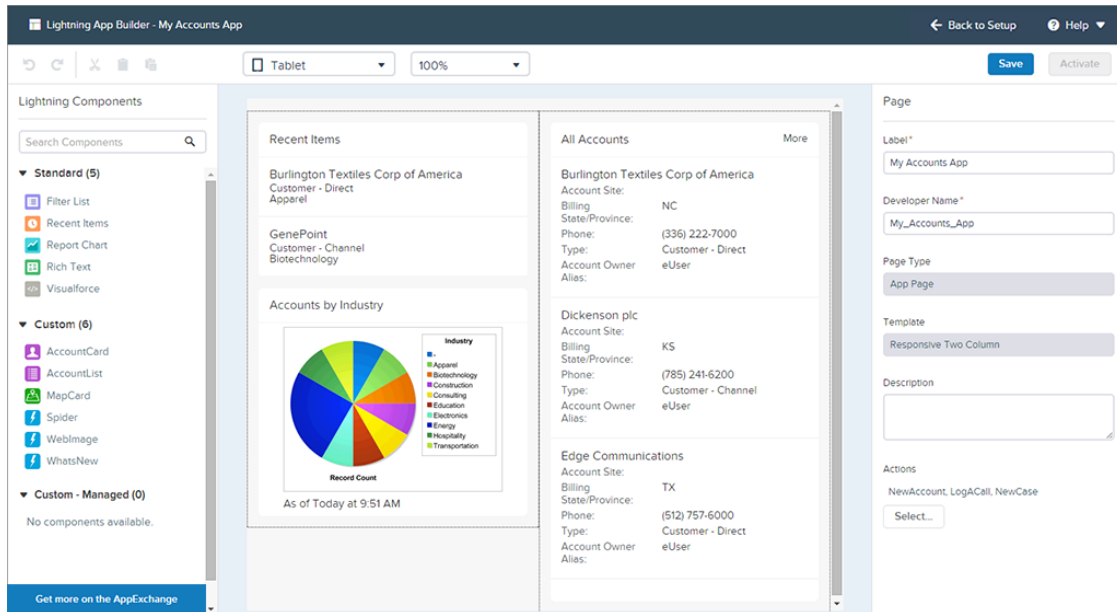 Lightning App Builder - My Accounts App
Back to Setup
Help
Tablet
100%
Save
Activate
Lightning Components
Search Components
Standard (5)
Filter List
Recent Items
Report Chart
Rich Text
Visualforce
Custom (6)
AccountCard
AccountList
MapCard
Spider
WebImage
WhatsNew
Custom - Managed (0)
No components available.
Get more on the AppExchange
Recent Items
Burlington Textiles Corp of America
Customer - Direct
Apparel
GenePoint
Customer - Channel
Biotechnology
Accounts by Industry
Industry
-
Apparel
Biotechnology
Construction
Consulting
Education
Electronics
Energy
Hospitality
Transportation
Record Count
As of Today at 9:51 AM
All Accounts More
Burlington Textiles Corp of America
Account Site:
Billing NC
State/Province:
Phone: (336) 222-7000
Type: Customer - Direct
Account Owner eUser
Alias:
Dickenson plc
Account Site:
Billing KS
State/Province:
Phone: (785) 241-6200
Type: Customer - Channel
Account Owner eUser
Alias:
Edge Communications
Account Site:
Billing TX
State/Province:
Phone: (512) 757-6000
Type: Customer - Direct
Account Owner eUser
Alias:
Page
Label*
My Accounts App
Developer Name*
My_Accounts_App
Page Type
App Page
Template
Responsive Two Column
Description
Actions
NewAccount, LogACall, NewCase
Select...